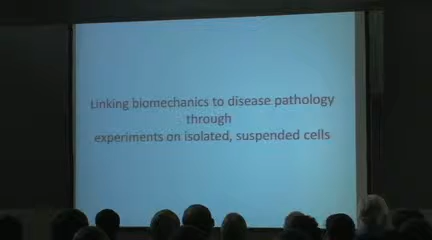 Linking biomechanics to disease pathology
through
experiments on isolated, suspended cells